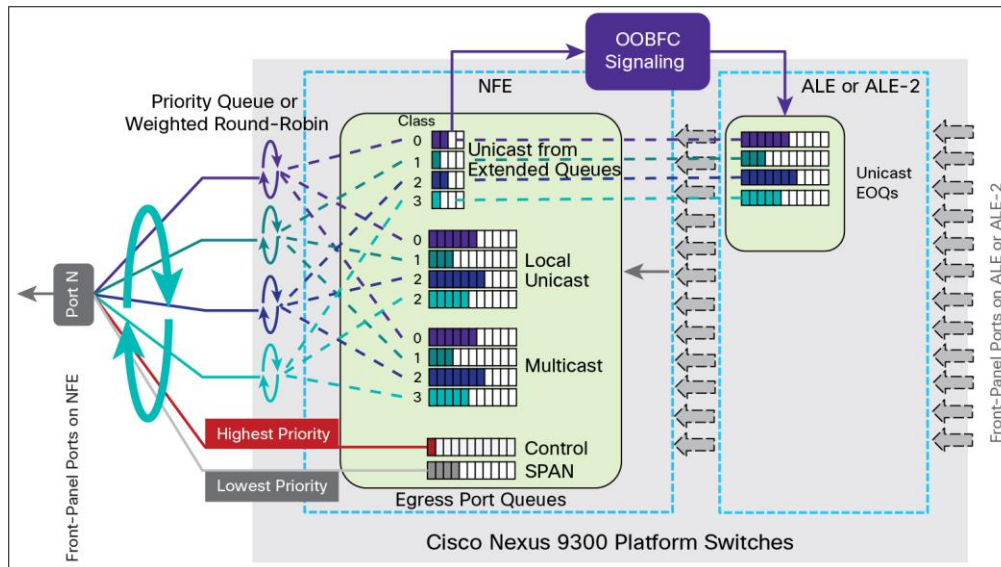 OOBFC
Signaling
NFE
ALE or ALE-2
Priority Queue or
Weighted Round-Robin
Class
0
1
2
3
Unicast from
Extended Queues
Unicast
EOQs
0
1
2
2
Local
Unicast
0
1
2
3
Multicast
Port N
Highest Priority
Control
Lowest Priority
SPAN
Egress Port Queues
Cisco Nexus 9300 Platform Switches
Front-Panel Ports on NFE
Front-Panel Ports on ALE or ALE-2